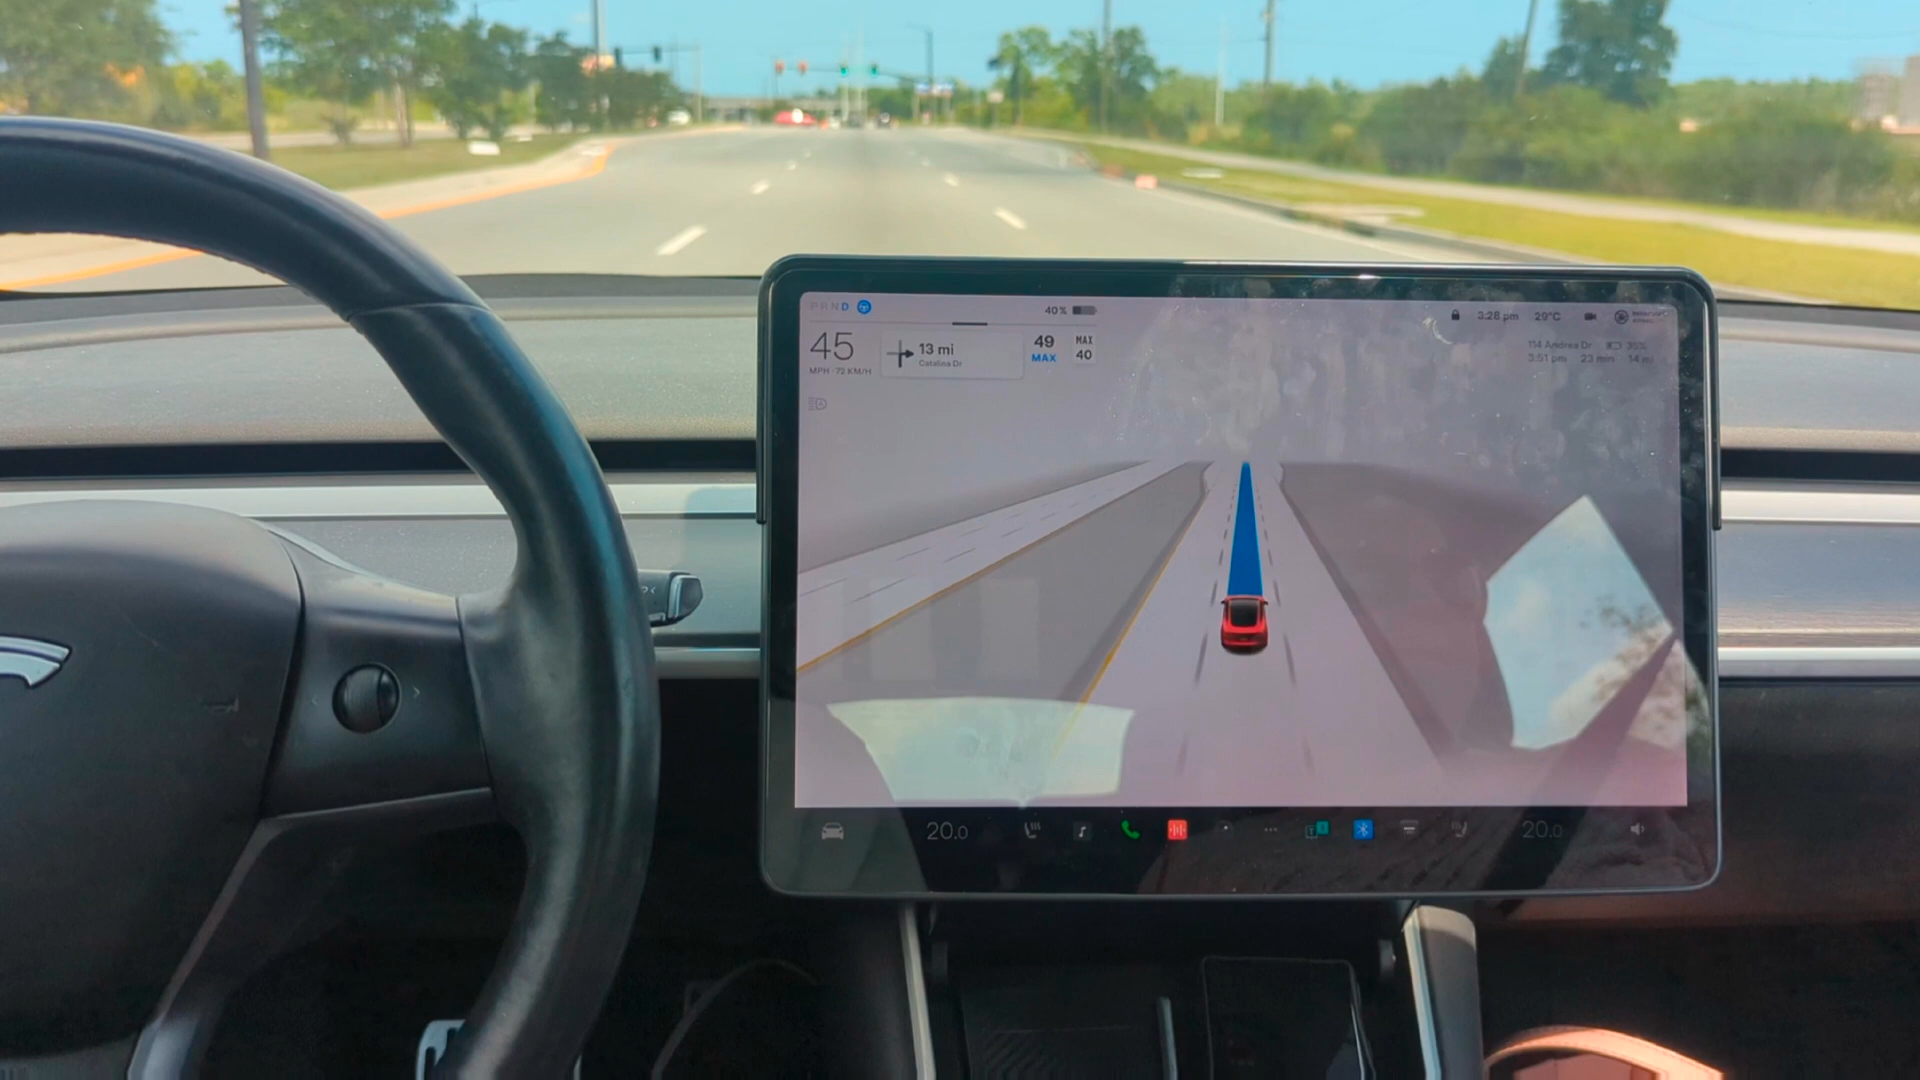 PRND
40%
3:28 pm
29°C
45
MPH · 72 KM/H
13 mi
Catalina Dr
49
MAX
MAX
40
114 Andrea Dr
35%
3:51 pm
23 min
14 mi
20.0
20.0